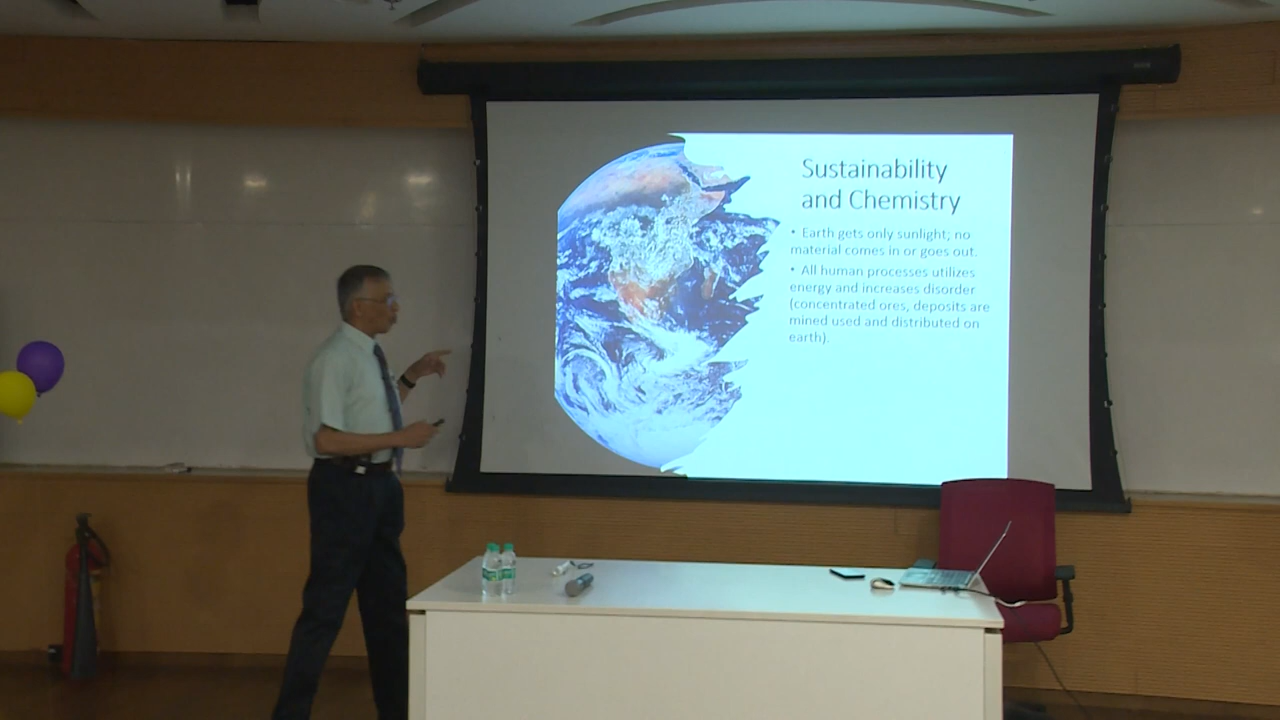 Sustainability
and Chemistry
• Earth gets only sunlight; no
material comes in or goes out.
• All human processes utilizes
energy and increases disorder
(concentrated ores, deposits are
mined used and distributed on
earth).